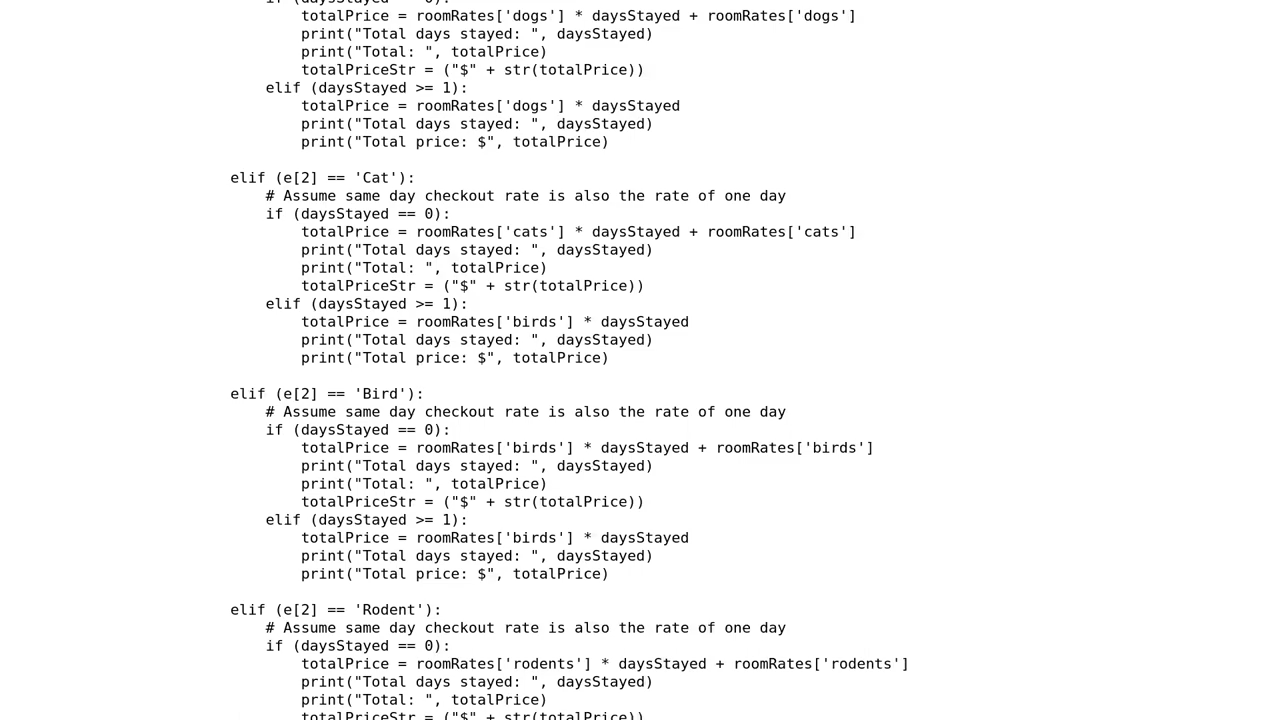 if (daysStayed == 0):
totalPrice = roomRates['dogs'] * daysStayed + roomRates['dogs']
print("Total days stayed: ", daysStayed)
print("Total: ", totalPrice)
totalPriceStr = ("$" + str(totalPrice))
elif (daysStayed >= 1):
totalPrice = roomRates['dogs'] * daysStayed
print("Total days stayed: ", daysStayed)
print("Total price: $", totalPrice)
elif (e[2] == 'Cat'):
# Assume same day checkout rate is also the rate of one day
if (daysStayed == 0):
totalPrice = roomRates['cats'] * daysStayed + roomRates['cats']
print("Total days stayed: ", daysStayed)
print("Total: ", totalPrice)
totalPriceStr = ("$" + str(totalPrice))
elif (daysStayed >= 1):
totalPrice = roomRates['birds'] * daysStayed
print("Total days stayed: ", daysStayed)
print("Total price: $", totalPrice)
elif (e[2] == 'Bird'):
# Assume same day checkout rate is also the rate of one day
if (daysStayed == 0):
totalPrice = roomRates['birds'] * daysStayed + roomRates['birds']
print("Total days stayed: ", daysStayed)
print("Total: ", totalPrice)
totalPriceStr = ("$" + str(totalPrice))
elif (daysStayed >= 1):
totalPrice = roomRates['birds'] * daysStayed
print("Total days stayed: ", daysStayed)
print("Total price: $", totalPrice)
elif (e[2] == 'Rodent'):
# Assume same day checkout rate is also the rate of one day
if (daysStayed == 0):
totalPrice = roomRates['rodents'] * daysStayed + roomRates['rodents']
print("Total days stayed: ", daysStayed)
print("Total: ", totalPrice)
totalPriceStr = ("$" + str(totalPrice))